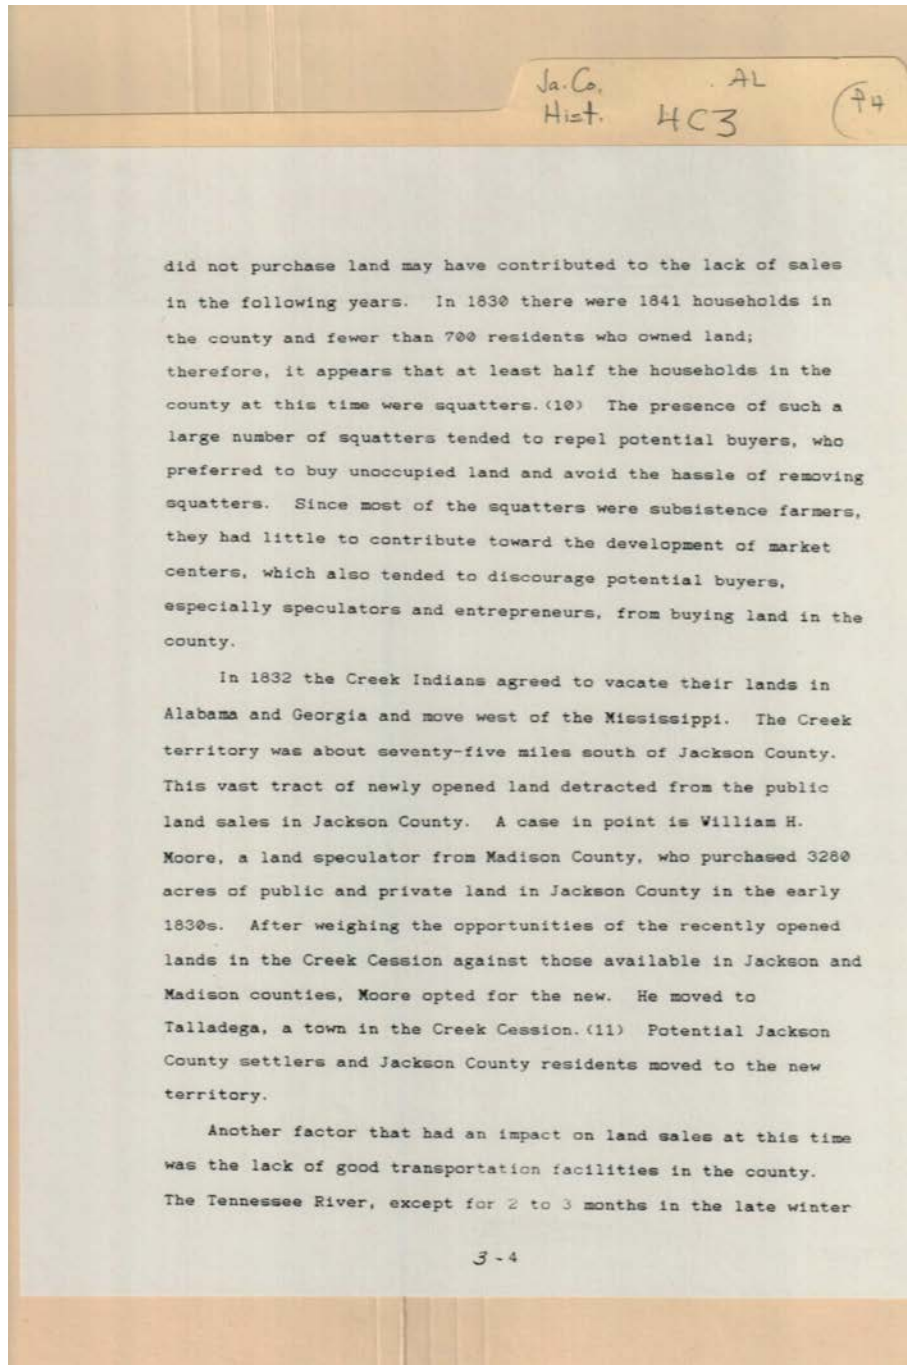 Ja. Co. AL
Hist. 4C3 P4
did not purchase land may have contributed to the lack of sales
in the following years. In 1830 there were 1841 households in
the county and fewer than 700 residents who owned land;
therefore, it appears that at least half the households in the
county at this time were squatters.(10) The presence of such a
large number of squatters tended to repel potential buyers, who
preferred to buy unoccupied land and avoid the hassle of removing
squatters. Since most of the squatters were subsistence farmers,
they had little to contribute toward the development of market
centers, which also tended to discourage potential buyers,
especially speculators and entrepreneurs, from buying land in the
county.
In 1832 the Creek Indians agreed to vacate their lands in
Alabama and Georgia and move west of the Mississippi. The Creek
territory was about seventy-five miles south of Jackson County.
This vast tract of newly opened land detracted from the public
land sales in Jackson County. A case in point is William H.
Moore, a land speculator from Madison County, who purchased 3280
acres of public and private land in Jackson County in the early
1830s. After weighing the opportunities of the recently opened
lands in the Creek Cession against those available in Jackson and
Madison counties, Moore opted for the new. He moved to
Talladega, a town in the Creek Cession.(11) Potential Jackson
County settlers and Jackson County residents moved to the new
territory.
Another factor that had an impact on land sales at this time
was the lack of good transportation facilities in the county.
The Tennessee River, except for 2 to 3 months in the late winter
3-4